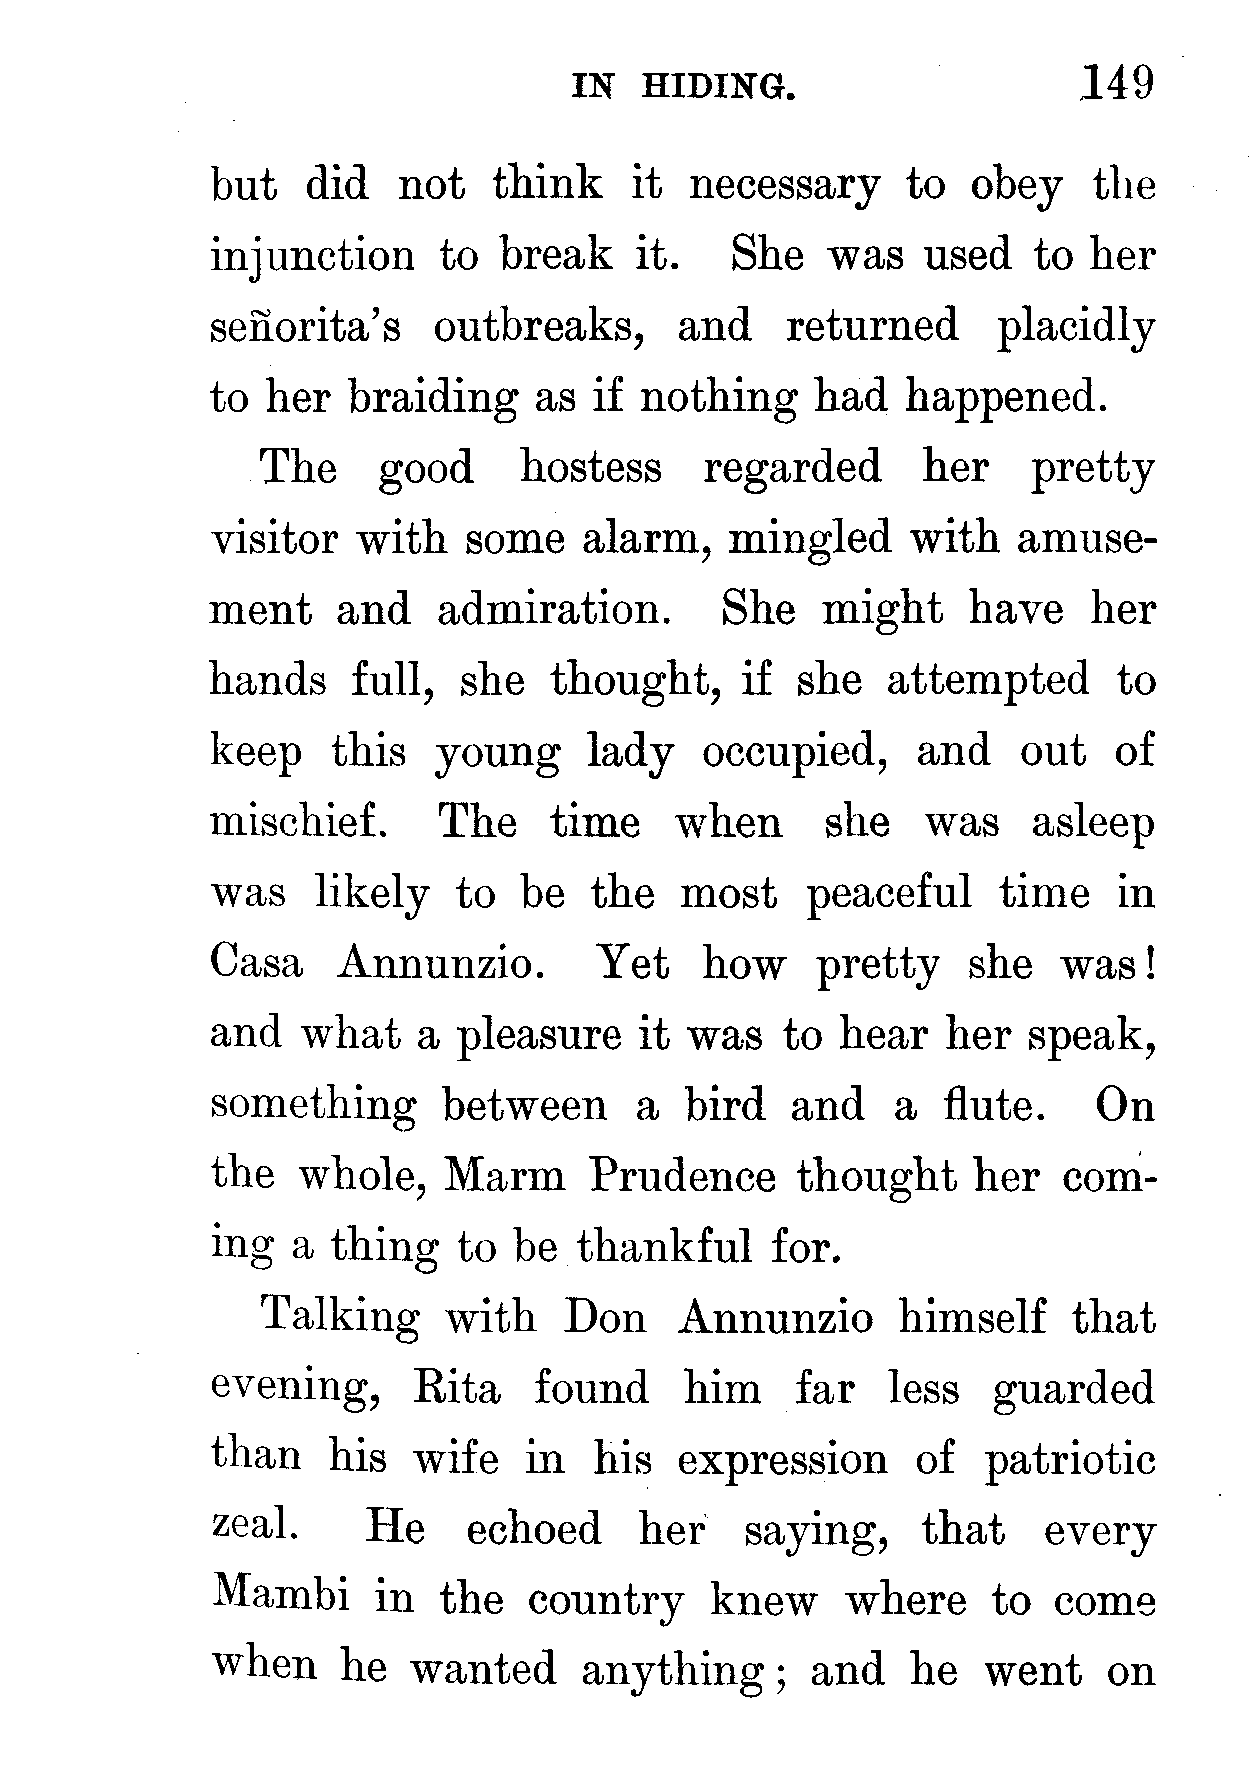 IN HIDING. 149
but did not think it necessary to obey the
injunction to break it. She was used to her
señorita's outbreaks, and returned placidly
to her braiding as if nothing had happened.
The good hostess regarded her pretty
visitor with some alarm, mingled with amuse-
ment and admiration. She might have her
hands full, she thought, if she attempted to
keep this young lady occupied, and out of
mischief. The time when she was asleep
was likely to be the most peaceful time in
Casa Annunzio. Yet how pretty she was!
and what a pleasure it was to hear her speak,
something between a bird and a flute. On
the whole, Marm Prudence thought her com-
ing a thing to be thankful for.
Talking with Don Annunzio himself that
evening, Rita found him far less guarded
than his wife in his expression of patriotic
zeal. He echoed her saying, that every
Mambi in the country knew where to come
when he wanted anything; and he went on